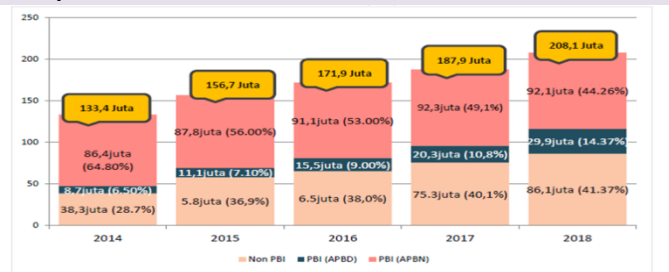 250
200
150
100
50
0
133,4 Juta
156,7 Juta
171,9 Juta
187,9 Juta
208,1 Juta
86,4juta
(64.80%)
87,8juta (56.00%)
91,1juta (53.00%)
92,3juta (49,1%)
92,1juta (44.26%)
8,7juta (6.50%)
11,1juta (7.10%)
15,5juta (9.00%)
20,3juta (10,8%)
29,9juta (14.37%)
38,3juta (28.7%)
5.8juta (36,9%)
6.5juta (38,0%)
75.3juta (40,1%)
86,1juta (41.37%)
2014
2015
2016
2017
2018
Non PBI
PBI (APBD)
PBI (APBN)